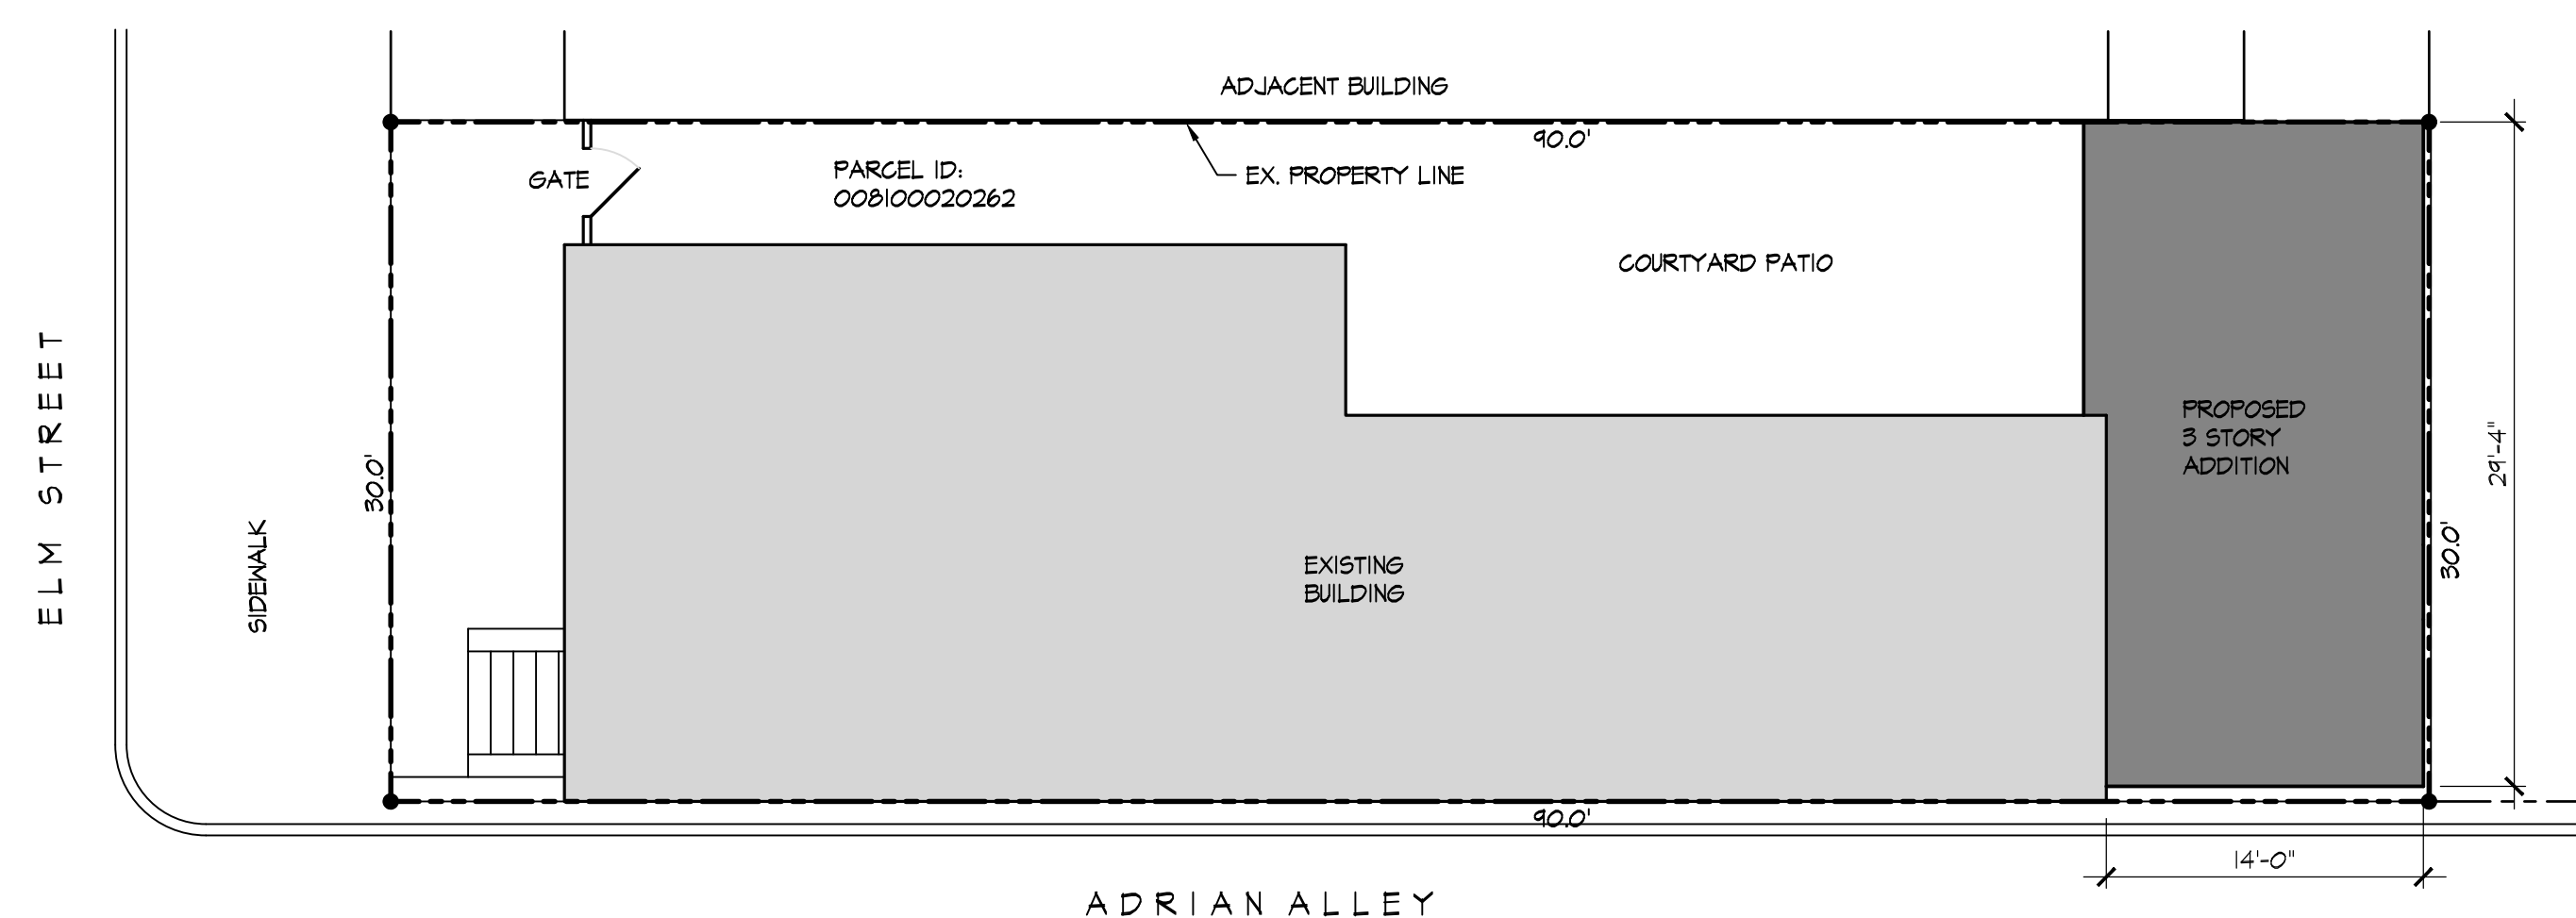 ADJACENT BUILDING
90.0'
EX. PROPERTY LINE
PARCEL ID:
008100020262
GATE
COURTYARD PATIO
ELM STREET
SIDEWALK
30.0'
EXISTING
BUILDING
PROPOSED
3 STORY
ADDITION
29'-4"
30.0'
90.0'
14'-0"
ADRIAN ALLEY